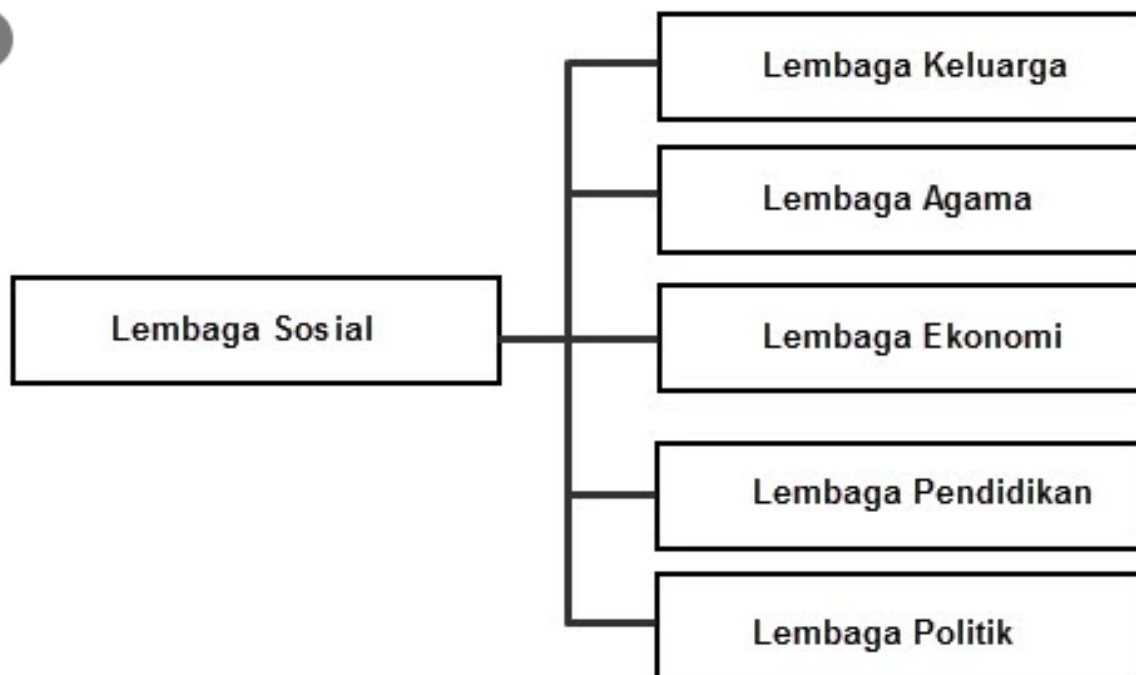 Lembaga Keluarga
Lembaga Agama
Lembaga Sosial
Lembaga Ekonomi
Lembaga Pendidikan
Lembaga Politik